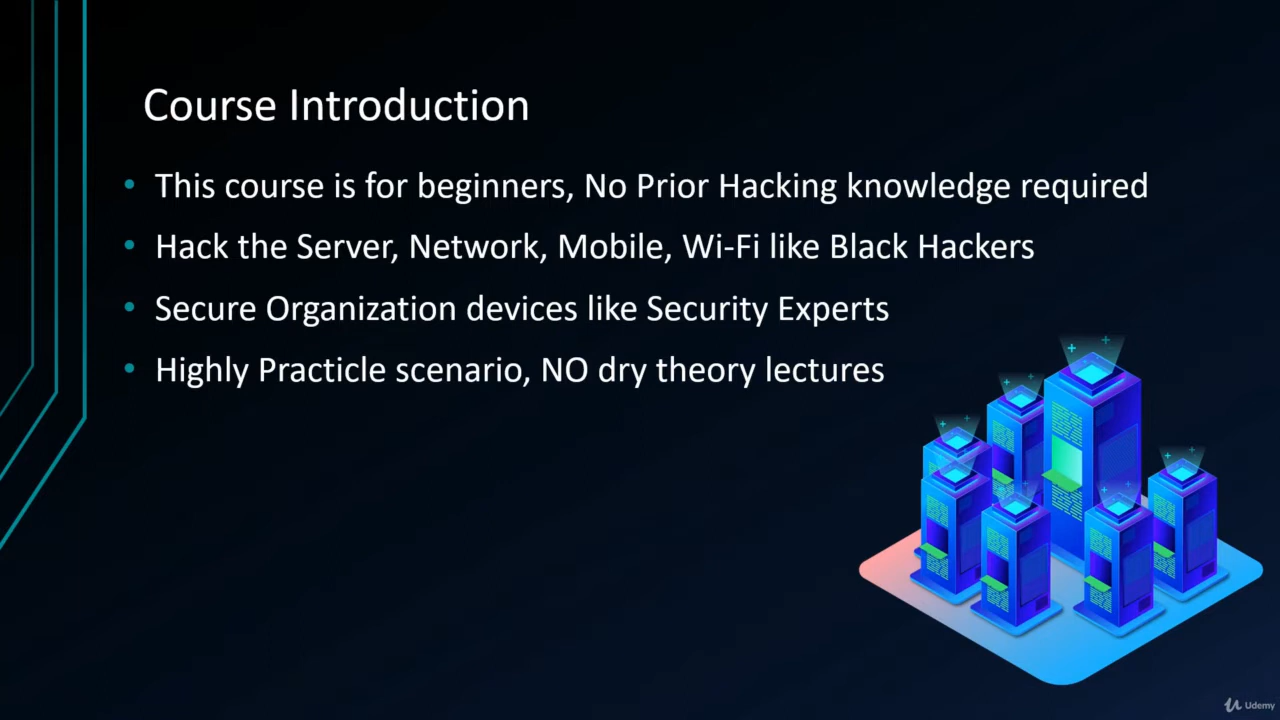 Course Introduction
• This course is for beginners, No Prior Hacking knowledge required
• Hack the Server, Network, Mobile, Wi-Fi like Black Hackers
• Secure Organization devices like Security Experts
• Highly Practicle scenario, NO dry theory lectures
Udemy